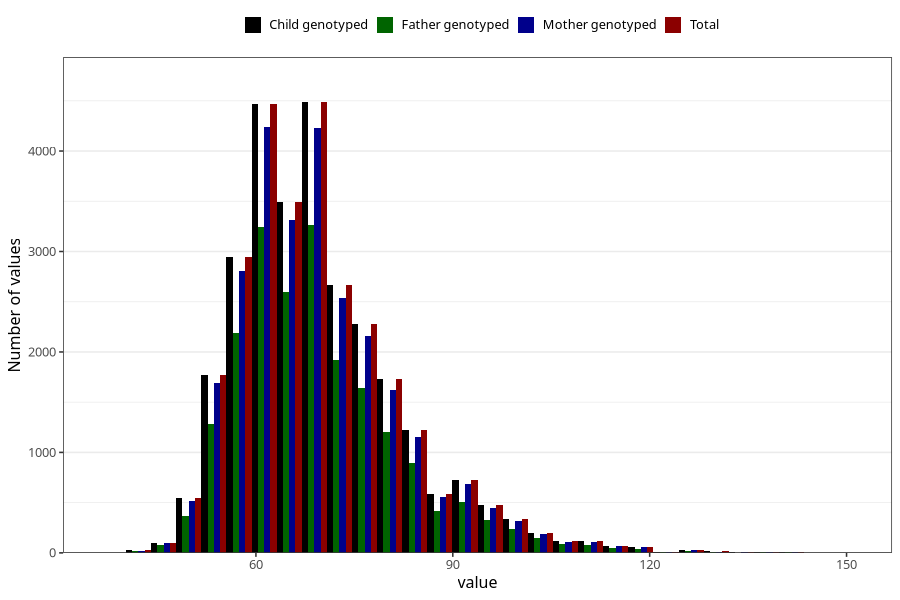 Child genotyped Father genotyped Mother genotyped Total
Number of values
4000
3000
2000
1000
0
60 90 120 150
value